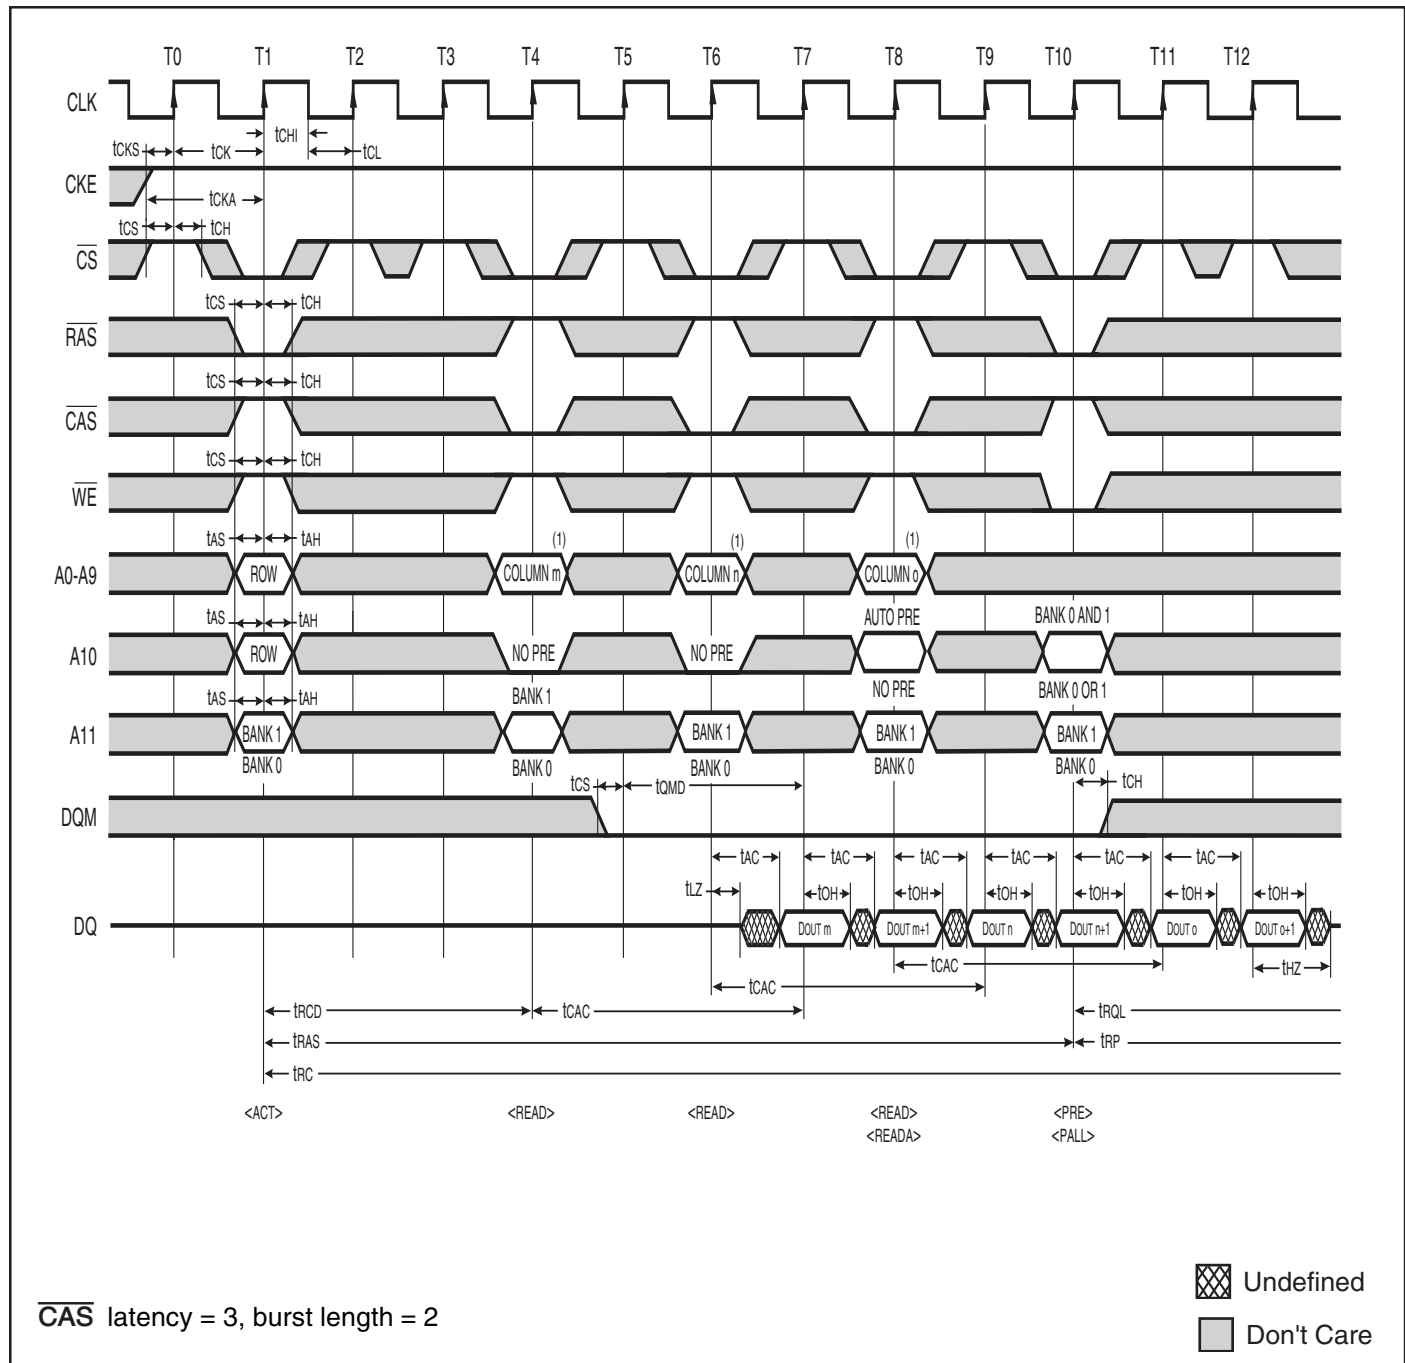 T0 T1 T2 T3 T4 T5 T6 T7 T8 T9 T10 T11 T12
CLK
tCHI
tCKS tCK tCL
CKE
tCKA
tCS tCH
CS
tCS tCH
RAS
tCS tCH
CAS
tCS tCH
WE
tAS tAH (1) (1) (1)
A0-A9 ROW COLUMN m COLUMN n COLUMN o
tAS tAH AUTO PRE BANK 0 AND 1
A10 ROW NO PRE NO PRE
tAS tAH BANK 1 NO PRE BANK 0 OR 1
A11 BANK 1 BANK 1 BANK 1 BANK 1
BANK 0 BANK 0 BANK 0 BANK 0 BANK 0
tCS tQMD tCH
DQM
tAC tAC tAC tAC tAC tAC
tLZ tOH tOH tOH tOH tOH tOH
DQ DOUT m DOUT m+1 DOUT n DOUT n+1 DOUT o DOUT o+1
tCAC tHZ
tCAC
tRCD tCAC tRQL
tRAS tRP
tRC
<ACT> <READ> <READ> <READ> <PRE>
<READA> <PALL>
Undefined
CAS latency = 3, burst length = 2
Don't Care